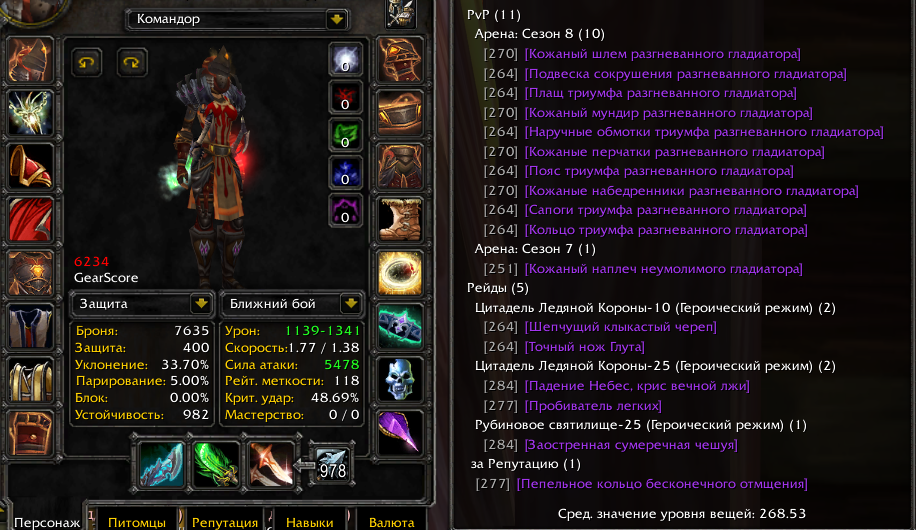 Командор
0
0
0
0
0
6234
GearScore
Защита
Ближний бой
Броня: 7635
Защита: 400
Уклонение: 33.70%
Парирование: 5.00%
Блок: 0.00%
Устойчивость: 982
Урон: 1139-1341
Скорость: 1.77 / 1.38
Сила атаки: 5478
Рейт. меткости: 118
Крит. удар: 48.69%
Мастерство: 0 / 0
978
Персонаж
Питомцы
Репутация
Навыки
Валюта
PvP (11)
Арена: Сезон 8 (10)
[270] [Кожаный шлем разгневанного гладиатора]
[264] [Подвеска сокрушения разгневанного гладиатора]
[264] [Плащ триумфа разгневанного гладиатора]
[270] [Кожаный мундир разгневанного гладиатора]
[264] [Наручные обмотки триумфа разгневанного гладиатора]
[270] [Кожаные перчатки разгневанного гладиатора]
[264] [Пояс триумфа разгневанного гладиатора]
[270] [Кожаные набедренники разгневанного гладиатора]
[264] [Сапоги триумфа разгневанного гладиатора]
[264] [Кольцо триумфа разгневанного гладиатора]
Арена: Сезон 7 (1)
[251] [Кожаный наплеч неумолимого гладиатора]
Рейды (5)
Цитадель Ледяной Короны-10 (Героический режим) (2)
[264] [Шепчущий клыкастый череп]
[264] [Точный нож Глута]
Цитадель Ледяной Короны-25 (Героический режим) (2)
[284] [Падение Небес, крис вечной лжи]
[277] [Пробиватель легких]
Рубиновое святилище-25 (Героический режим) (1)
[284] [Заостренная сумеречная чешуя]
за Репутацию (1)
[277] [Пепельное кольцо бесконечного отмщения]
Сред. значение уровня вещей: 268.53